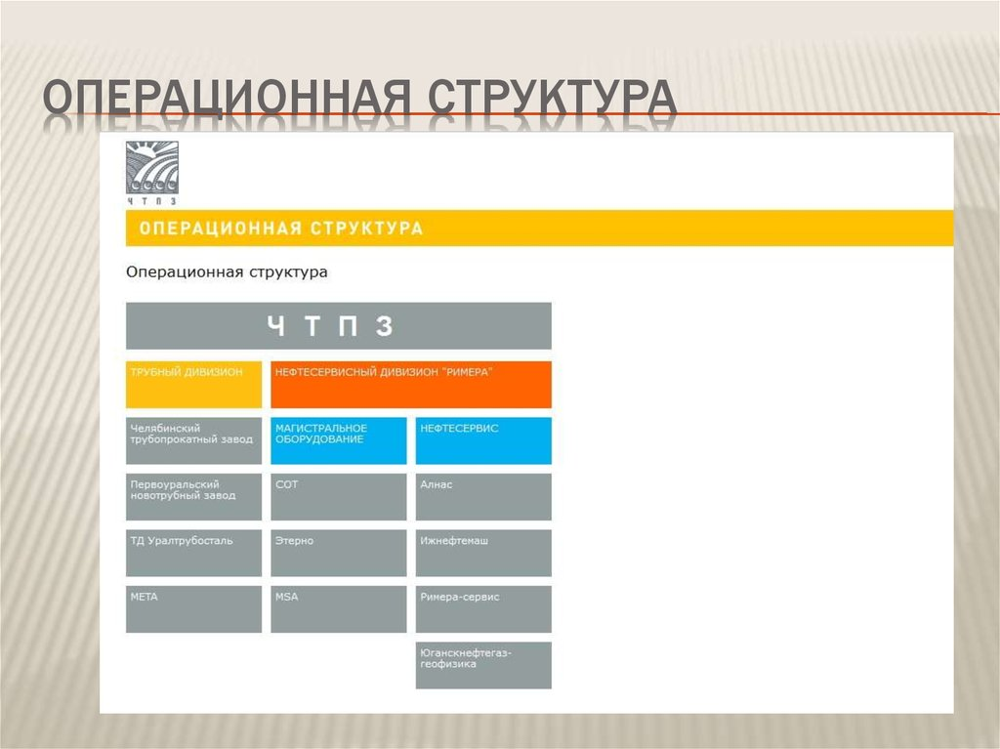 ОПЕРАЦИОННАЯ СТРУКТУРА
Ч Т П З
ОПЕРАЦИОННАЯ СТРУКТУРА
Операционная структура
Ч Т П З
ТРУБНЫЙ ДИВИЗИОН
НЕФТЕСЕРВИСНЫЙ ДИВИЗИОН "РИМЕРА"
Челябинский
трубопрокатный завод
МАГИСТРАЛЬНОЕ
ОБОРУДОВАНИЕ
НЕФТЕСЕРВИС
Первоуральский
новотрубный завод
СОТ
Алнас
ТД Уралтрубосталь
Этерно
Ижнефтемаш
МЕТА
MSA
Римера-сервис
Юганскнефтегаз-
геофизика